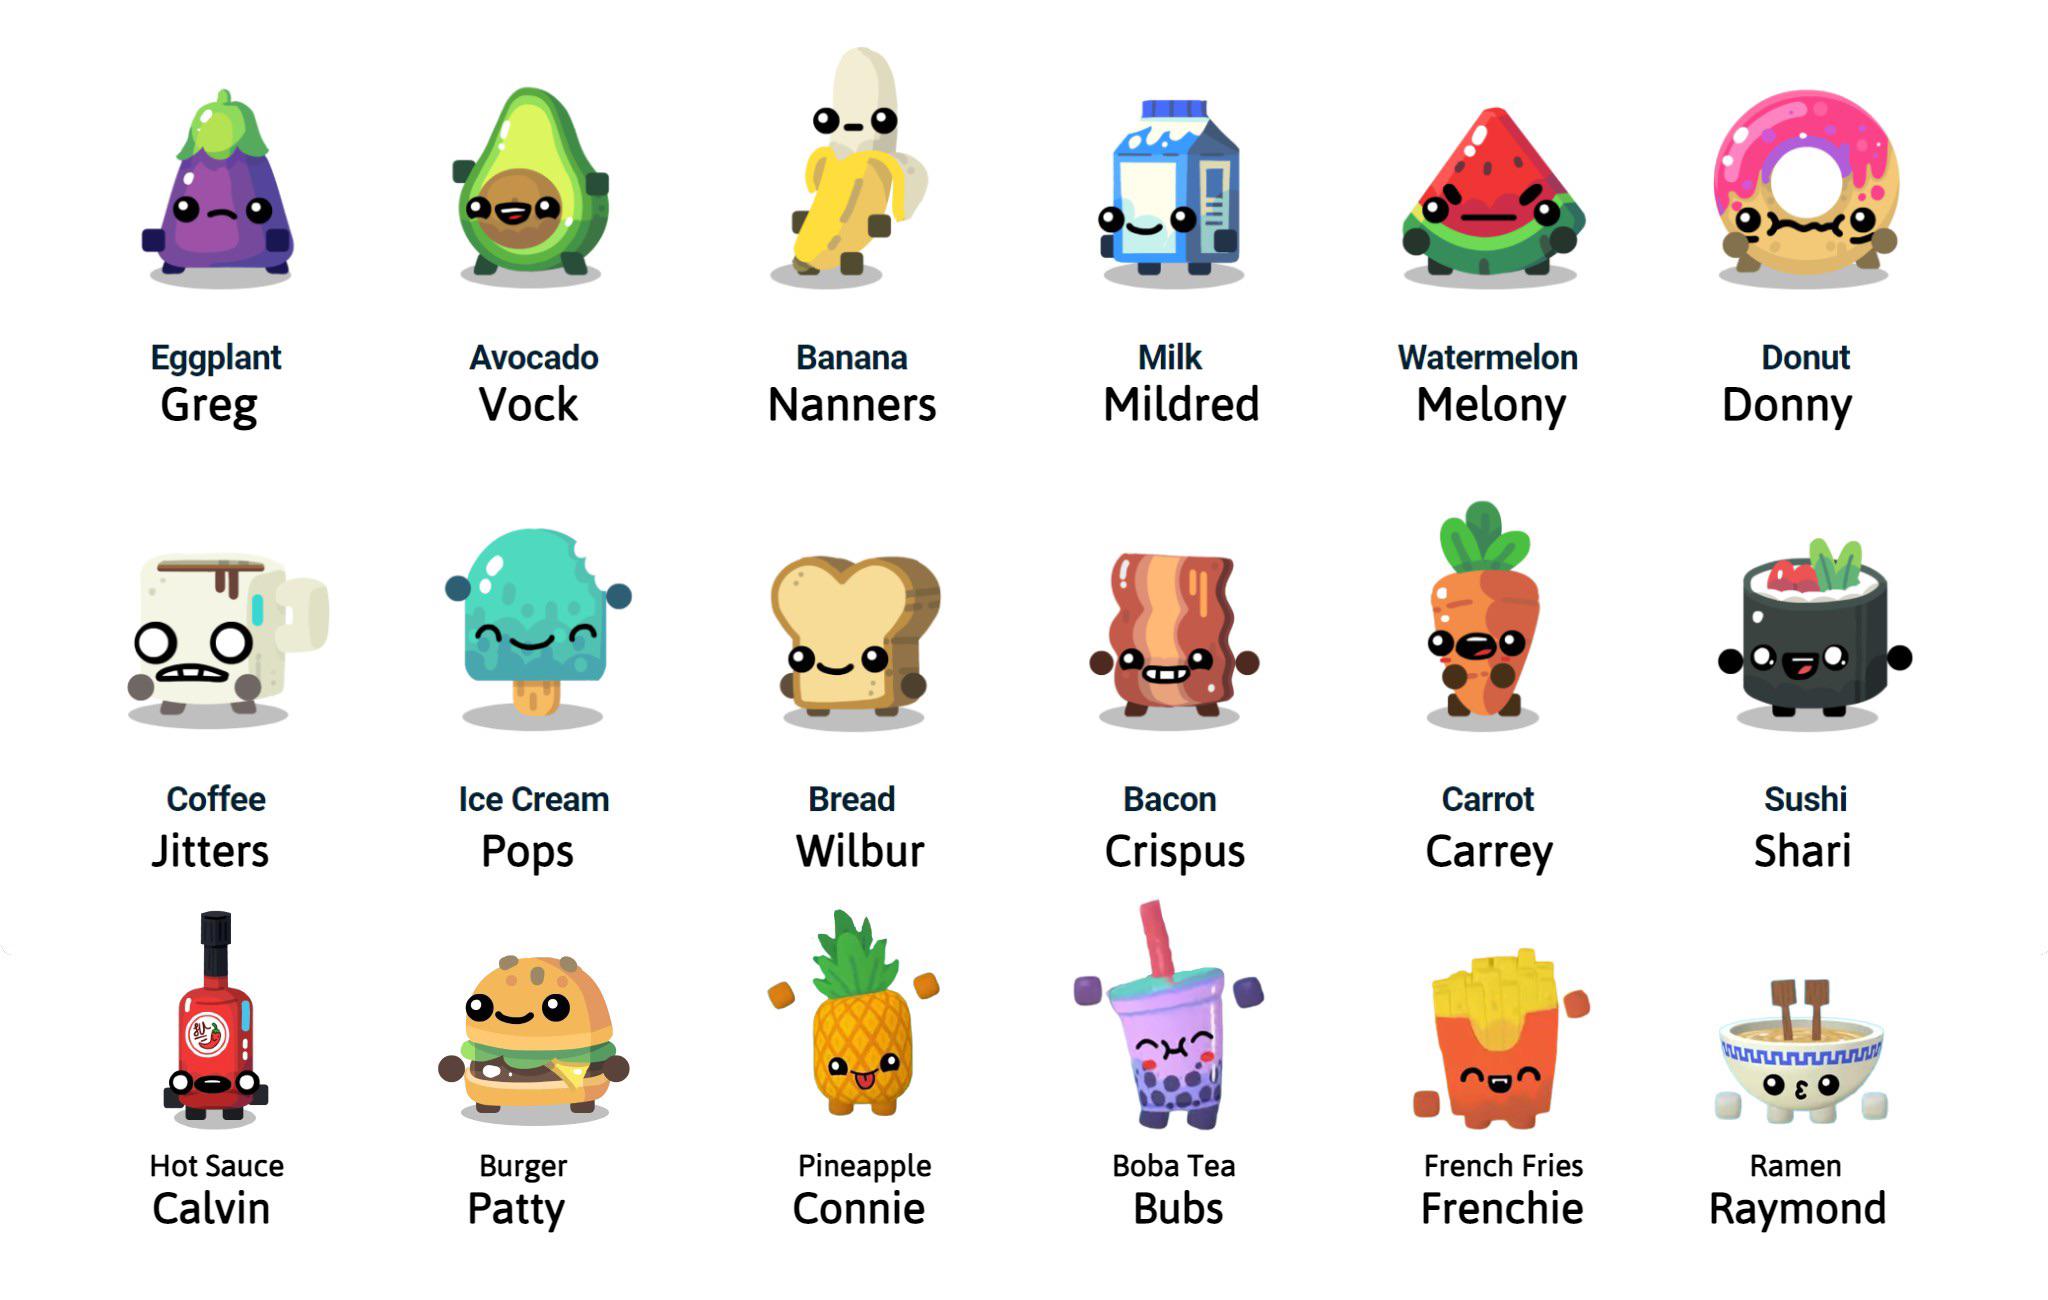 Eggplant Avocado Banana Milk Watermelon Donut
Greg Vock Nanners Mildred Melony Donny
Coffee Ice Cream Bread Bacon Carrot Sushi
Jitters Pops Wilbur Crispus Carrey Shari
Hot Sauce Burger Pineapple Boba Tea French Fries Ramen
Calvin Patty Connie Bubs Frenchie Raymond